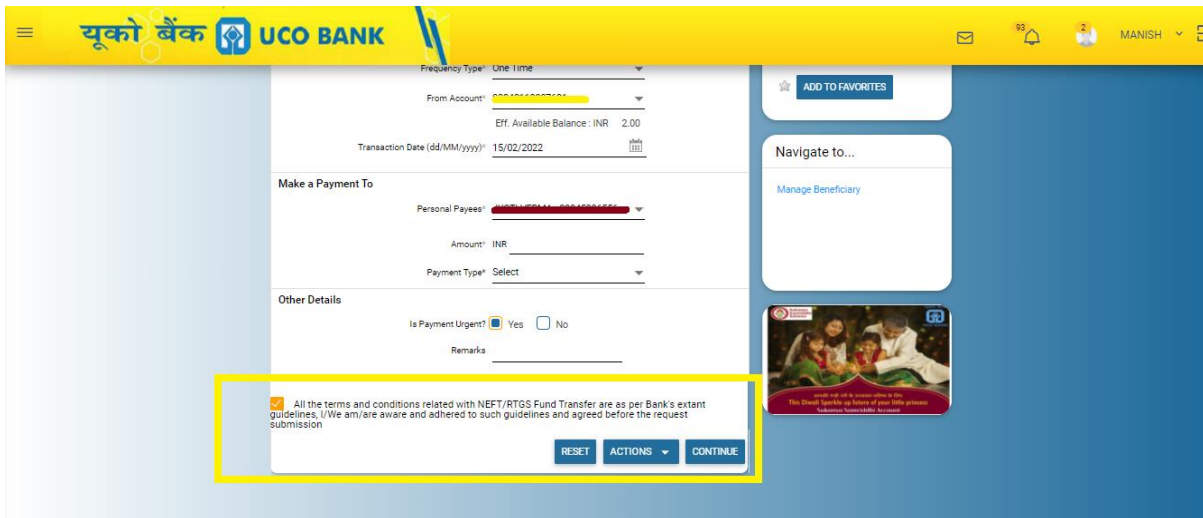 यूको बैंक UCO BANK
93
2
MANISH
Frequency Type* One Time
From Account*
Eff. Available Balance : INR 2.00
Transaction Date (dd/MM/yyyy)* 15/02/2022
Make a Payment To
Personal Payees*
Amount* INR
Payment Type* Select
Other Details
Is Payment Urgent? Yes No
Remarks
All the terms and conditions related with NEFT/RTGS Fund Transfer are as per Bank's extant
guidelines, I/We am/are aware and adhered to such guidelines and agreed before the request
submission
RESET ACTIONS CONTINUE
ADD TO FAVORITES
Navigate to...
Manage Beneficiary
This Diwali Sparkle up future of your little princess
Sukanya Samriddhi Account